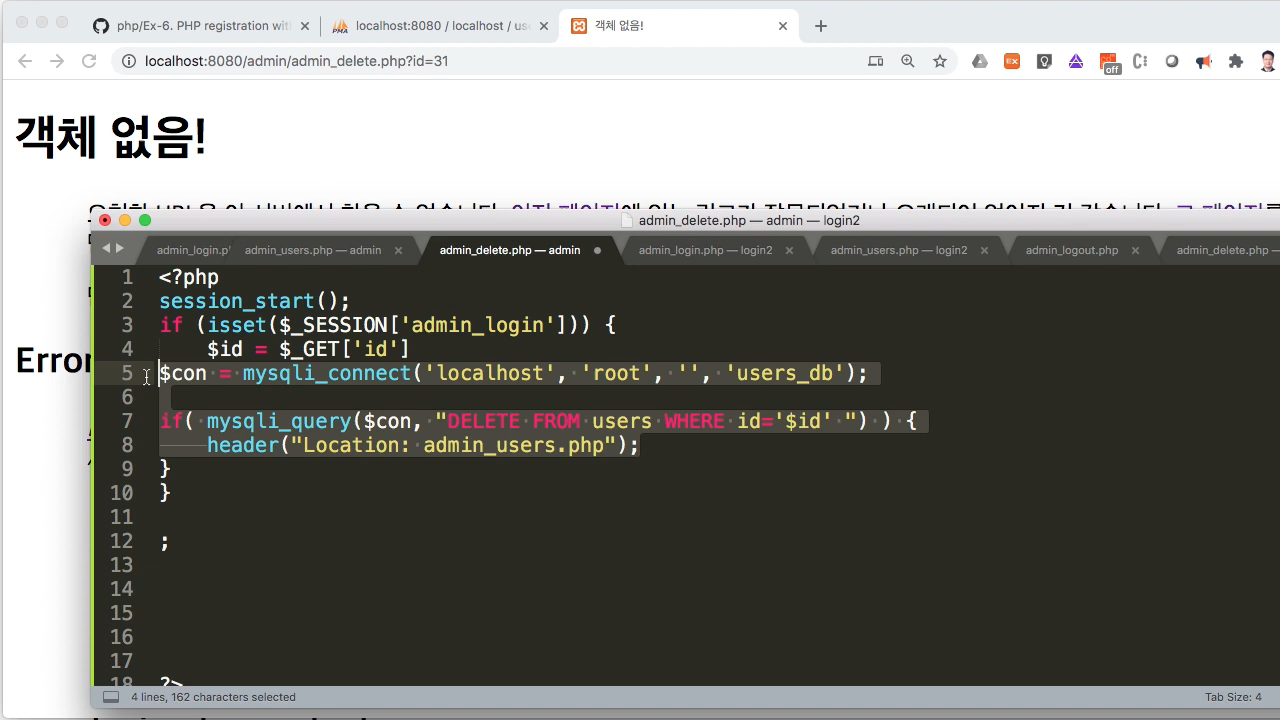 php/Ex-6. PHP registration with
localhost:8080 / localhost / use
객체 없음!
localhost:8080/admin/admin_delete.php?id=31
off
객체 없음!
admin_delete.php — admin — login2
admin_login.p
admin_users.php — admin
admin_delete.php — admin
admin_login.php — login2
admin_users.php — login2
admin_logout.php
admin_delete.php —
Error
1 <?php
2 session_start();
3 if (isset($_SESSION['admin_login'])) {
4 $id = $_GET['id']
5 $con = mysqli_connect('localhost', 'root', '', 'users_db');
6
7 if( mysqli_query($con, "DELETE FROM users WHERE id='$id' ") ) {
8 header("Location: admin_users.php");
9 }
10 }
11
12 ;
13
14
15
16
17
18 ?>
4 lines, 162 characters selected
Tab Size: 4